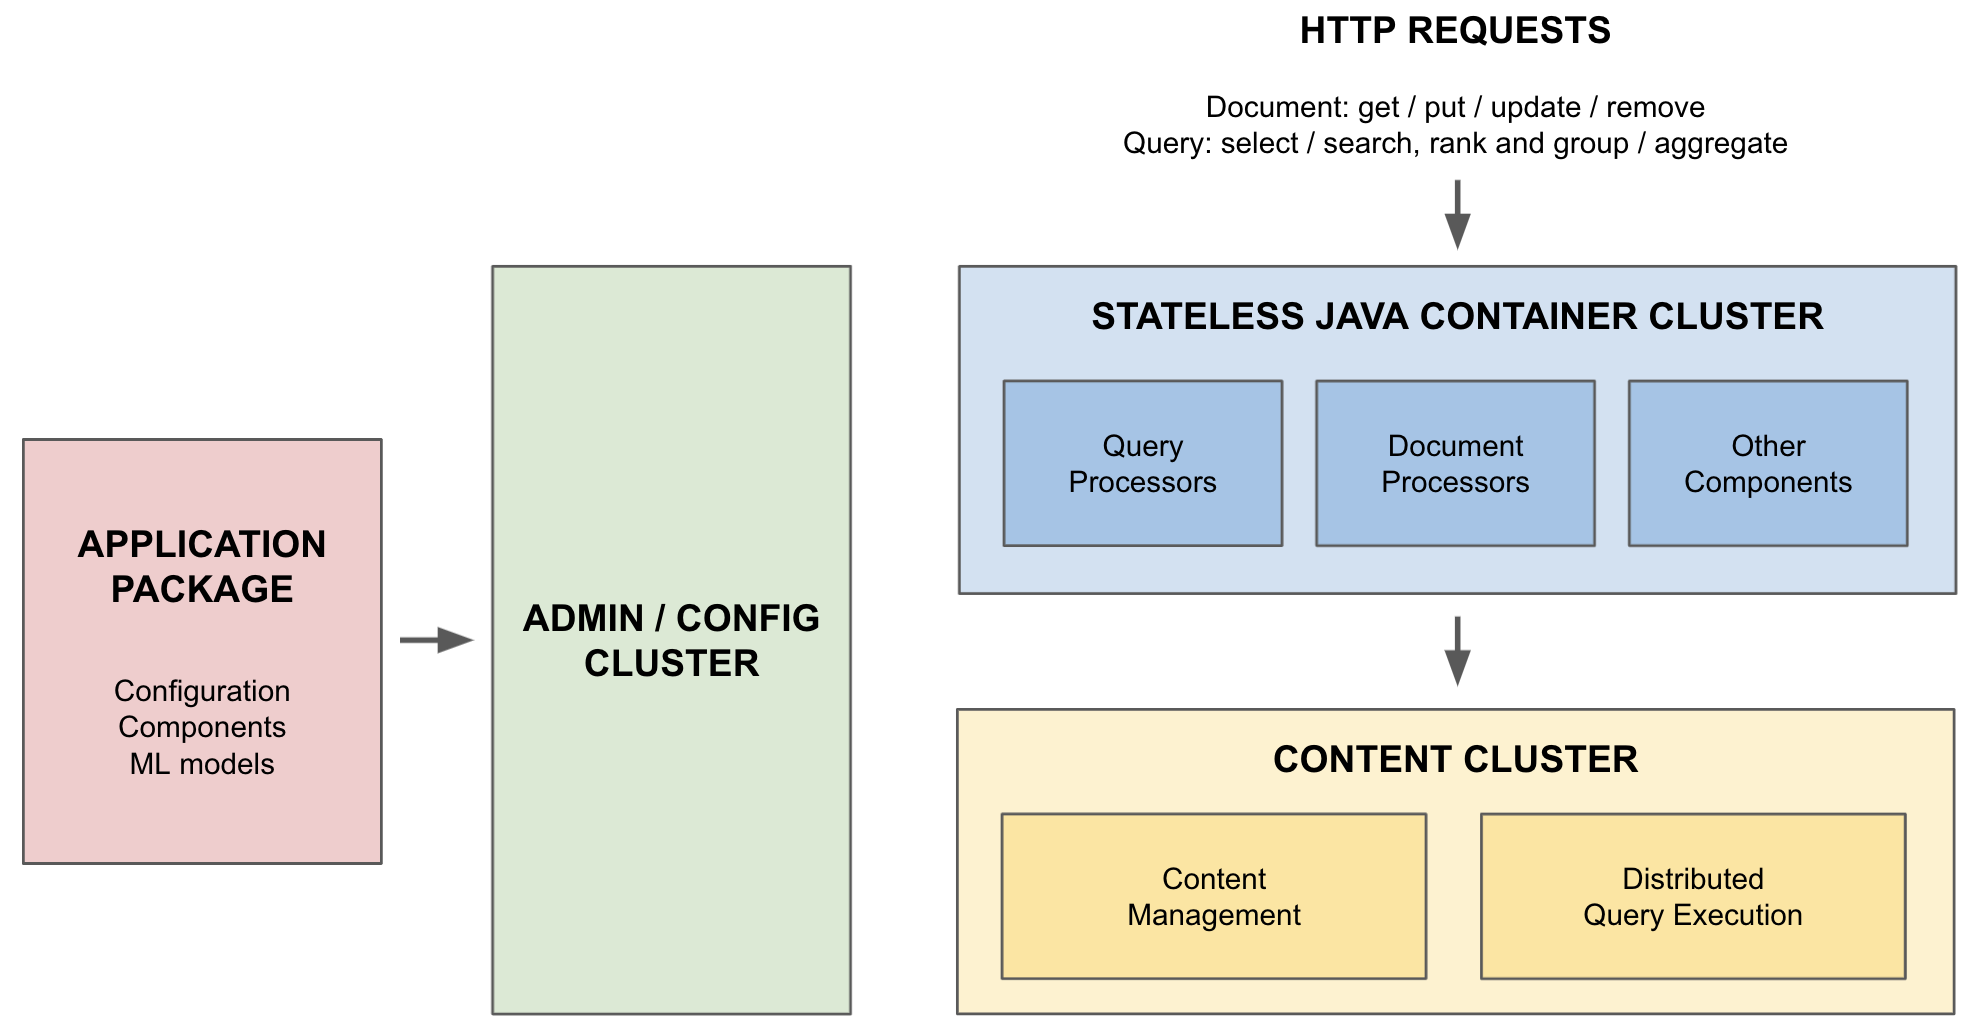 HTTP REQUESTS
Document: get / put / update / remove
Query: select / search, rank and group / aggregate
STATELESS JAVA CONTAINER CLUSTER
Query
Processors
Document
Processors
Other
Components
APPLICATION
PACKAGE
Configuration
Components
ML models
ADMIN / CONFIG
CLUSTER
CONTENT CLUSTER
Content
Management
Distributed
Query Execution